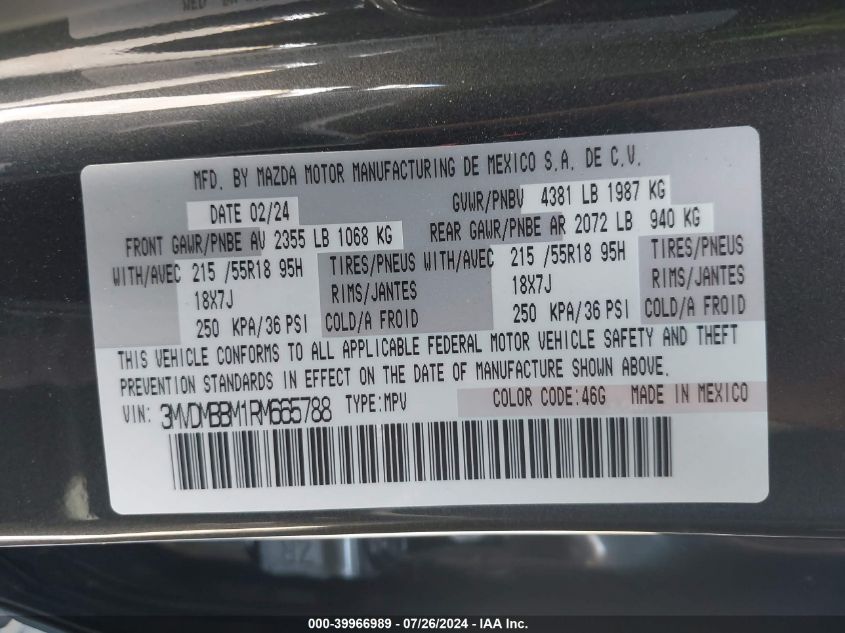 MFD. BY MAZDA MOTOR MANUFACTURING DE MEXICO S.A. DE C.V.
DATE 02/24 GVWR/PNBV 4381 LB 1987 KG
FRONT GAWR/PNBE AV 2355 LB 1068 KG REAR GAWR/PNBE AR 2072 LB 940 KG
WITH/AVEC 215 /55R18 95H TIRES/PNEUS WITH/AVEC 215 /55R18 95H TIRES/PNEUS
18X7J RIMS/JANTES 18X7J RIMS/JANTES
250 KPA/36 PSI COLD/A FROID 250 KPA/36 PSI COLD/A FROID
THIS VEHICLE CONFORMS TO ALL APPLICABLE FEDERAL MOTOR VEHICLE SAFETY AND THEFT
PREVENTION STANDARDS IN EFFECT ON THE DATE OF MANUFACTURE SHOWN ABOVE.
VIN: 3MVDMBBM1RM665788 TYPE:MPV COLOR CODE:46G MADE IN MEXICO
000-39966989 - 07/26/2024 - © IAA Inc.